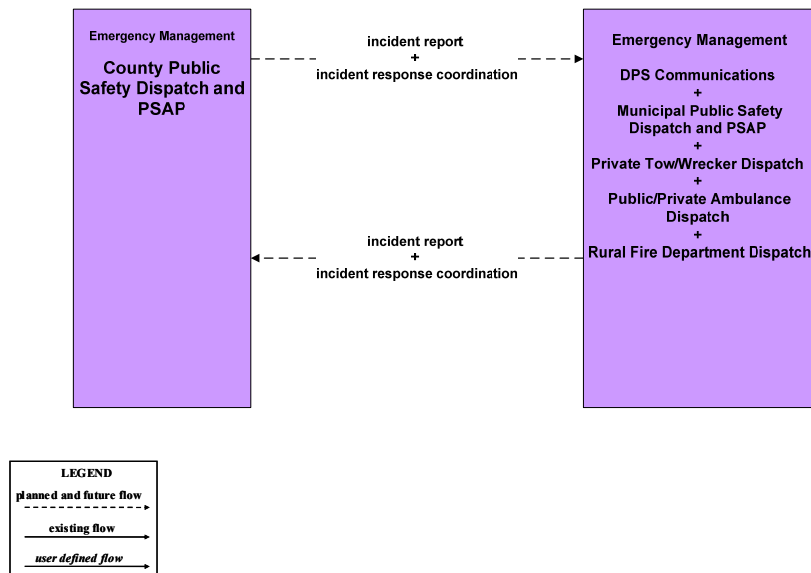 Emergency Management
County Public
Safety Dispatch and
PSAP
incident report
+
incident response coordination
incident report
+
incident response coordination
Emergency Management
DPS Communications
+
Municipal Public Safety
Dispatch and PSAP
+
Private Tow/Wrecker Dispatch
+
Public/Private Ambulance
Dispatch
+
Rural Fire Department Dispatch
LEGEND
planned and future flow
existing flow
user defined flow